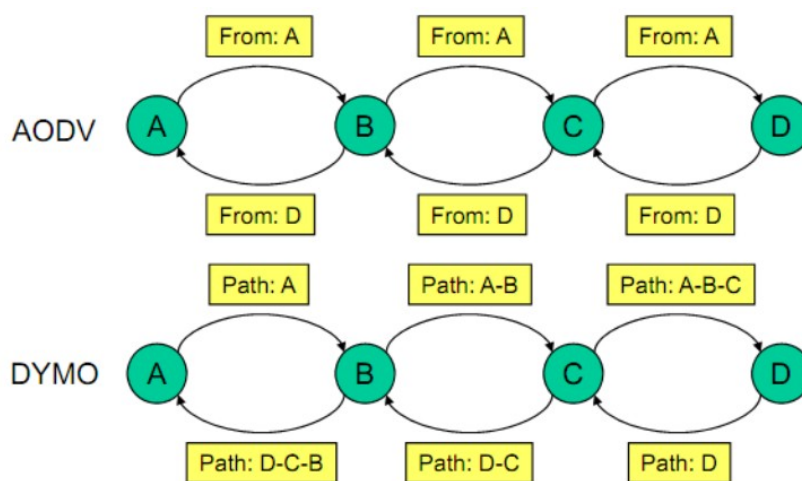 From: A From: A From: A
AODV A B C D
From: D From: D From: D
Path: A Path: A-B Path: A-B-C
DYMO A B C D
Path: D-C-B Path: D-C Path: D